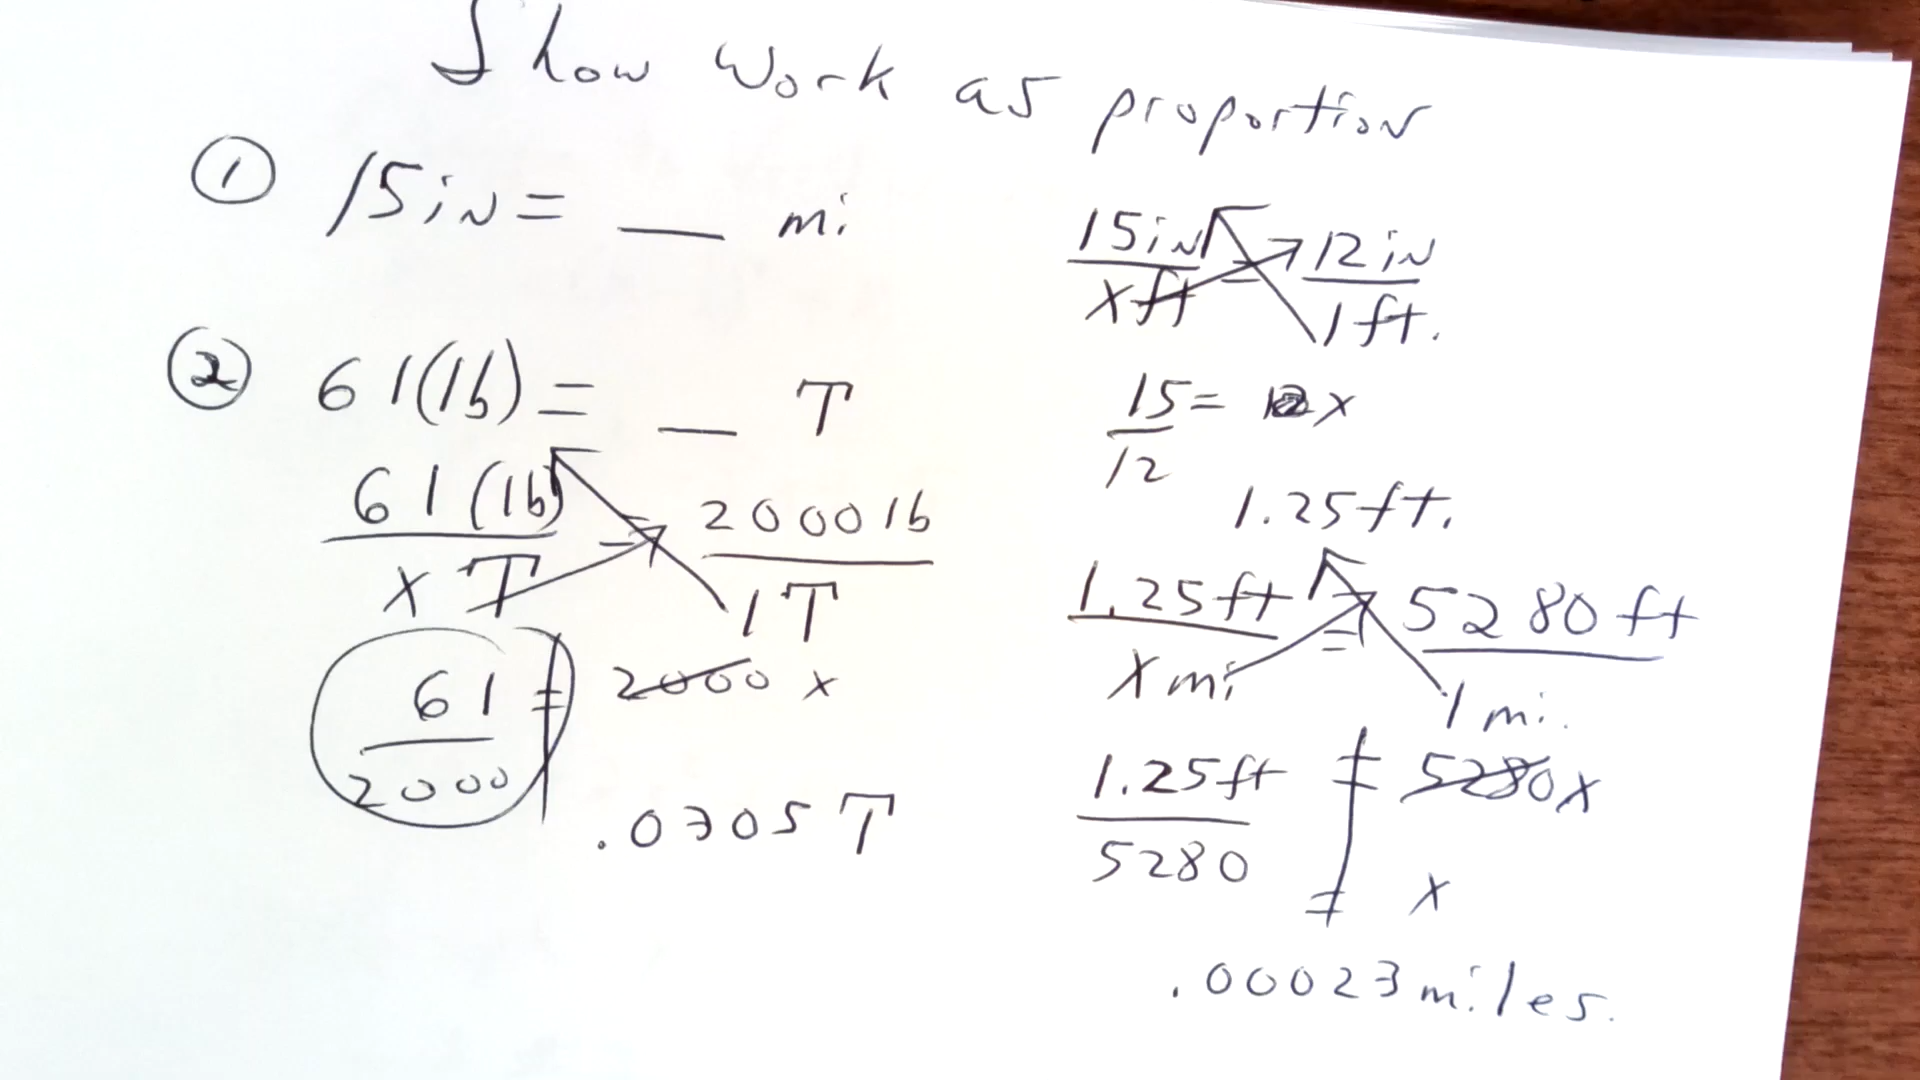 Show work as proportion
① 15in = __ mi
② 61(lb) = __ T
61(lb) = 2000lb
x T 1T
61 = 2000 x
2000
.0305 T
15in = 12in
x ft 1ft.
15 = 12x
12
1.25ft.
1.25ft = 5280ft
x mi 1 mi.
1.25ft = 5280x
5280
= x
.00023 miles.